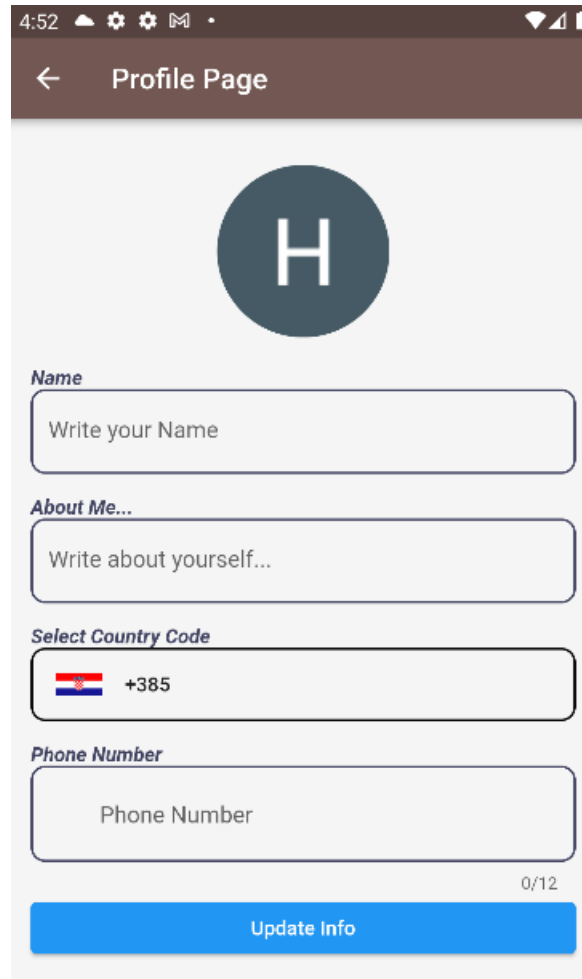 4:52
Profile Page
H
Name
Write your Name
About Me...
Write about yourself...
Select Country Code
+385
Phone Number
Phone Number
0/12
Update Info